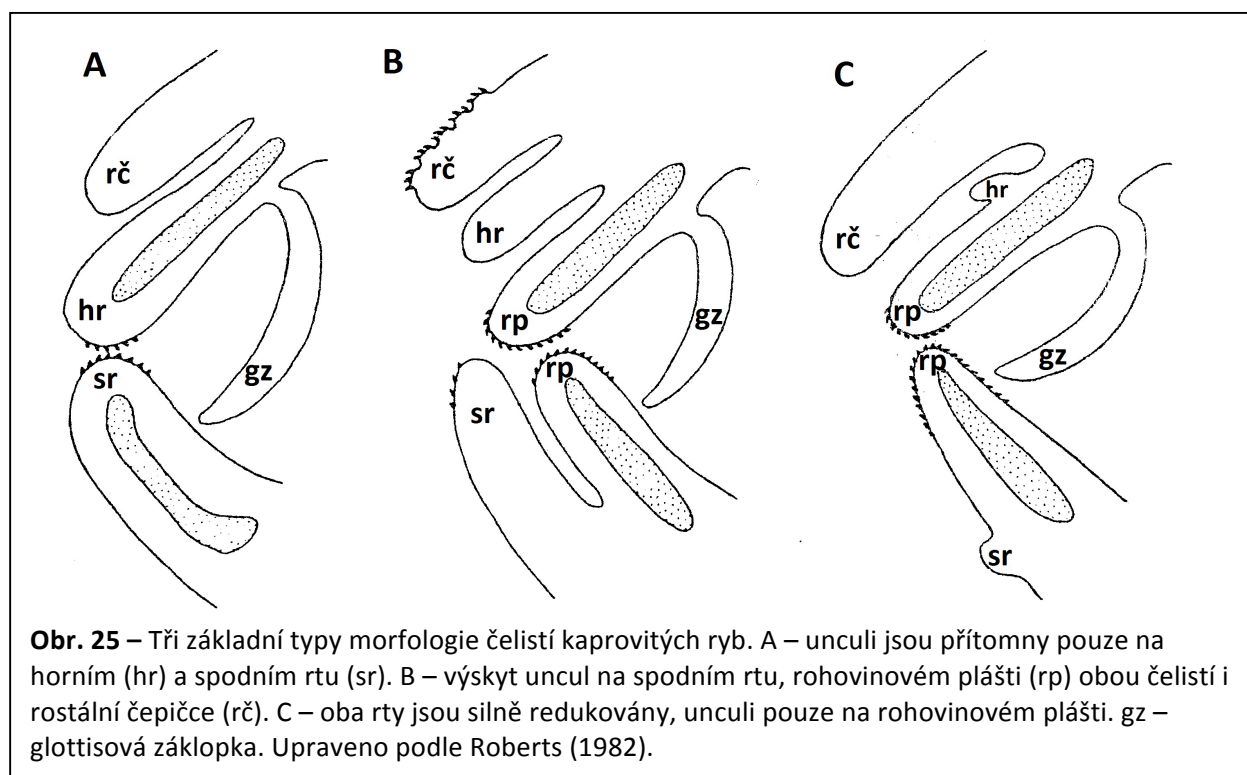 A
B
C
rč
hr
sr
gz
rč
hr
rp
rp
sr
gz
rč
hr
rp
rp
gz
sr
Obr. 25 – Tři základní typy morfologie čelistí kaprovitých ryb. A – unculi jsou přítomny pouze na
horním (hr) a spodním rtu (sr). B – výskyt uncul na spodním rtu, rohovinovém plášti (rp) obou čelistí i
rostální čepičce (rč). C – oba rty jsou silně redukovány, unculi pouze na rohovinovém plášti. gz –
glottisová záklopka. Upraveno podle Roberts (1982).